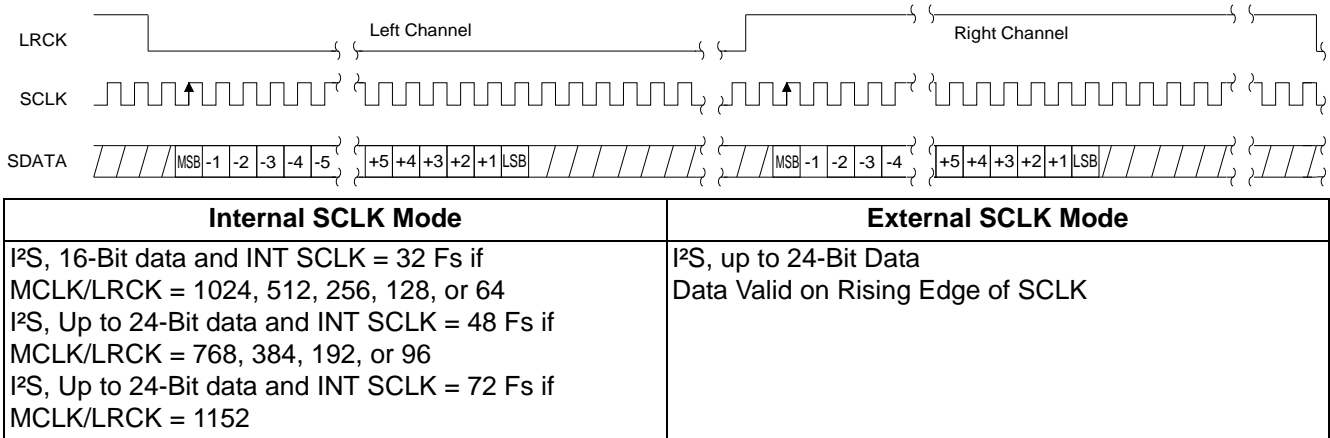 LRCK
Left Channel
Right Channel
SCLK
SDATA
MSB -1 -2 -3 -4 -5 +5 +4 +3 +2 +1 LSB MSB -1 -2 -3 -4 +5 +4 +3 +2 +1 LSB
Internal SCLK Mode
I²S, 16-Bit data and INT SCLK = 32 Fs if
MCLK/LRCK = 1024, 512, 256, 128, or 64
I²S, Up to 24-Bit data and INT SCLK = 48 Fs if
MCLK/LRCK = 768, 384, 192, or 96
I²S, Up to 24-Bit data and INT SCLK = 72 Fs if
MCLK/LRCK = 1152
External SCLK Mode
I²S, up to 24-Bit Data
Data Valid on Rising Edge of SCLK